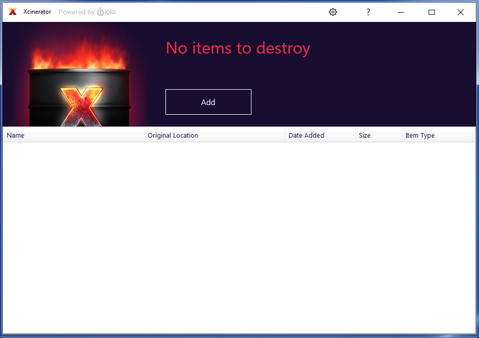 Xcinerator Powered by iolo ?
No items to destroy
X
Add
Name Original Location Date Added Size Item Type